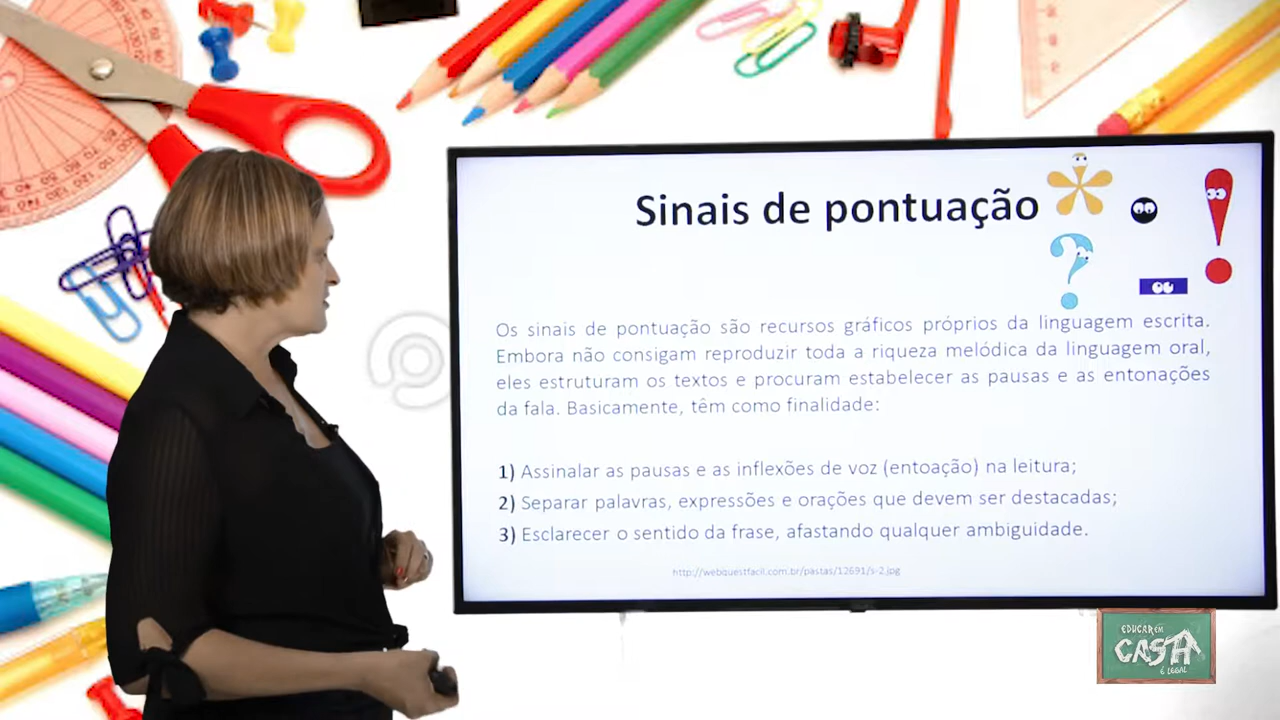 Sinais de pontuação
Os sinais de pontuação são recursos gráficos próprios da linguagem escrita.
Embora não consigam reproduzir toda a riqueza melódica da linguagem oral,
eles estruturam os textos e procuram estabelecer as pausas e as entonações
da fala. Basicamente, têm como finalidade:
1) Assinalar as pausas e as inflexões de voz (entoação) na leitura;
2) Separar palavras, expressões e orações que devem ser destacadas;
3) Esclarecer o sentido da frase, afastando qualquer ambiguidade.
http://webquestfacil.com.br/pastas/12691/s-2.jpg
EDUCAR EM
CASA
É LEGAL